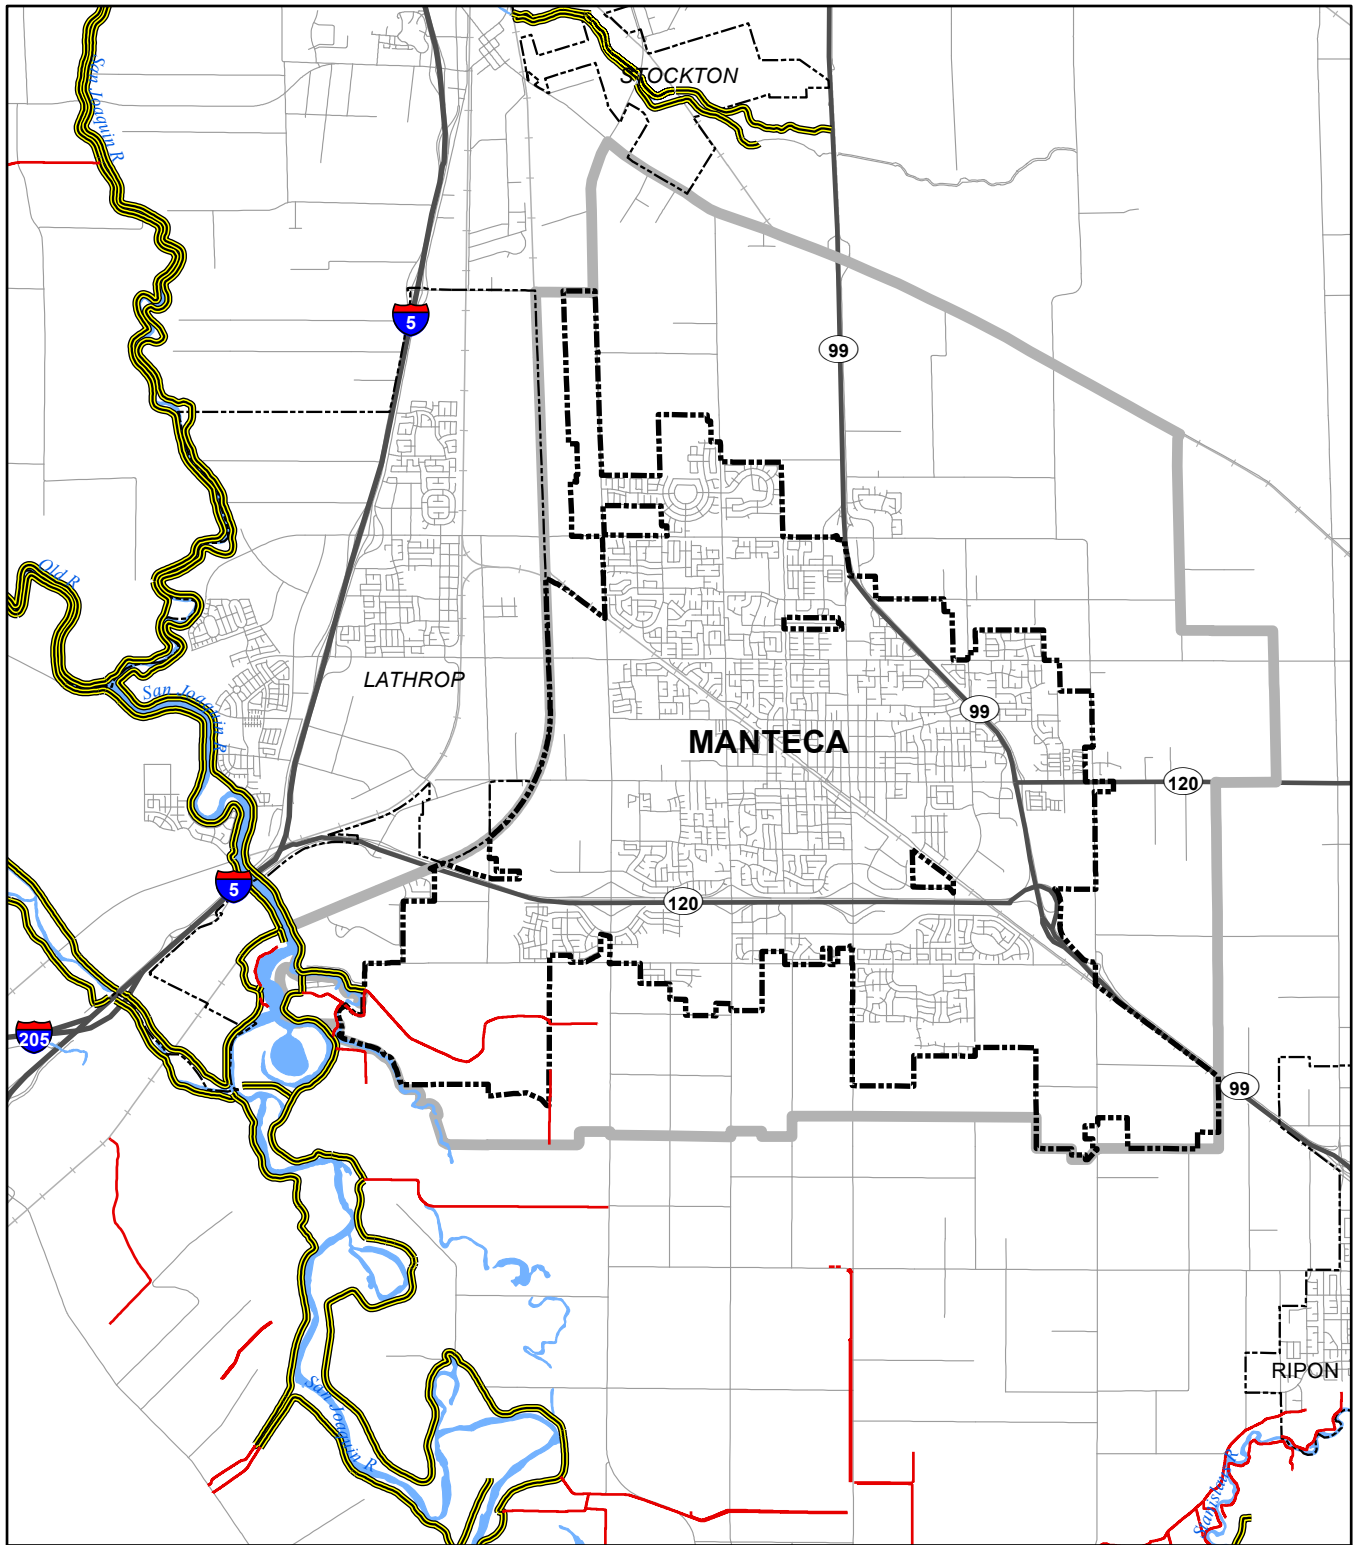 STOCKTON
San Joaquin R
5
99
Old R
LATHROP
San Joaquin R
99
MANTECA
120
5
120
205
99
RIPON
San Joaquin R
Stanislaus R